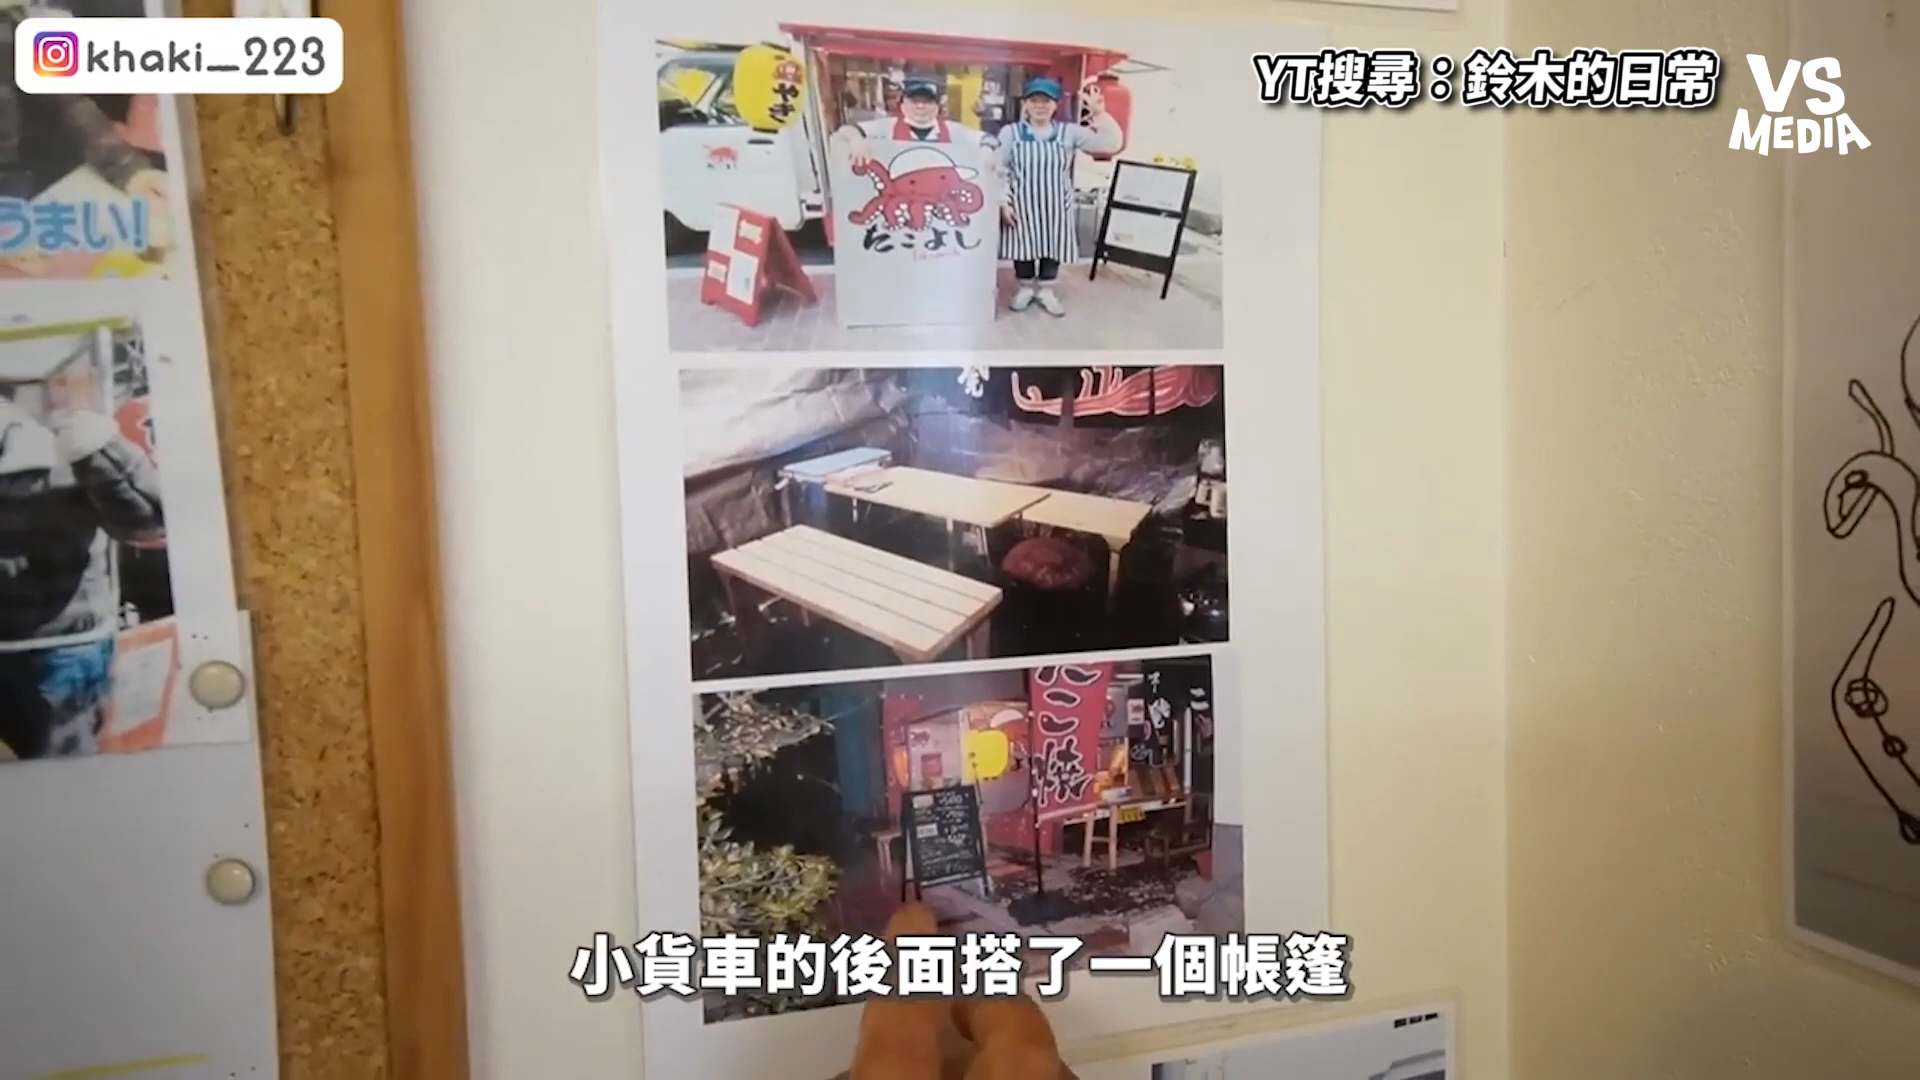 khaki_223
YT搜尋：鈴木的日常
VS
MEDIA
やき
うまい!
たこよし
たこ焼
小貨車的後面搭了一個帳篷